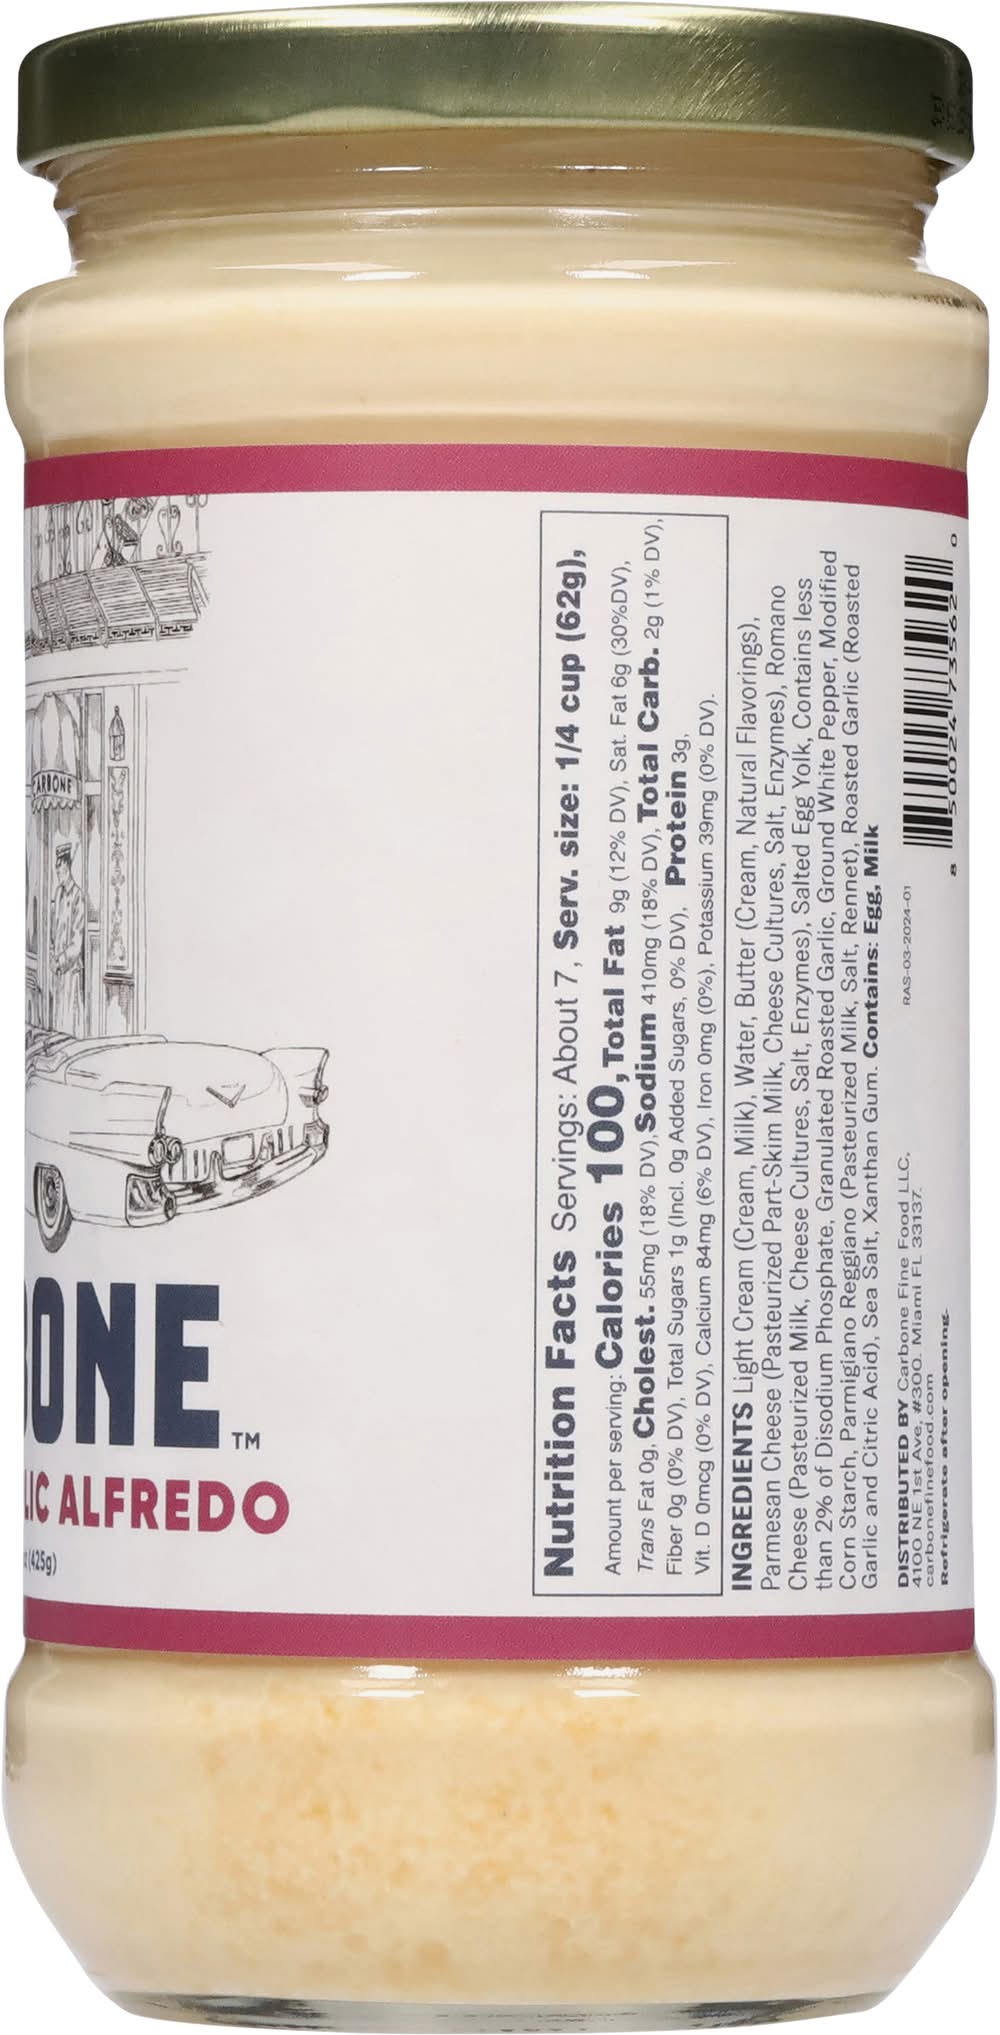 CARBONE
BONE
TM
LIC ALFREDO
(425g)
Nutrition Facts Servings: About 7, Serv. size: 1/4 cup (62g),
Amount per serving: Calories 100, Total Fat 9g (12% DV), Sat. Fat 6g (30%DV),
Trans Fat 0g, Cholest. 55mg (18% DV), Sodium 410mg (18% DV), Total Carb. 2g (1% DV),
Fiber 0g (0% DV), Total Sugars 1g (Incl. 0g Added Sugars, 0% DV), Protein 3g,
Vit. D 0mcg (0% DV), Calcium 84mg (6% DV), Iron 0mg (0%), Potassium 39mg (0% DV).
INGREDIENTS Light Cream (Cream, Milk), Water, Butter (Cream, Natural Flavorings),
Parmesan Cheese (Pasteurized Part-Skim Milk, Cheese Cultures, Salt, Enzymes), Romano
Cheese (Pasteurized Milk, Cheese Cultures, Salt, Enzymes), Salted Egg Yolk, Contains less
than 2% of Disodium Phosphate, Granulated Roasted Garlic, Ground White Pepper, Modified
Corn Starch, Parmigiano Reggiano (Pasteurized Milk, Salt, Rennet), Roasted Garlic (Roasted
Garlic and Citric Acid), Sea Salt, Xanthan Gum. Contains: Egg, Milk
DISTRIBUTED BY Carbone Fine Food LLC,
4100 NE 1st Ave, #300. Miami FL 33137.
carbonefinefood.com
Refrigerate after opening.
RAS-03-2024-01
8 50024 73562 0